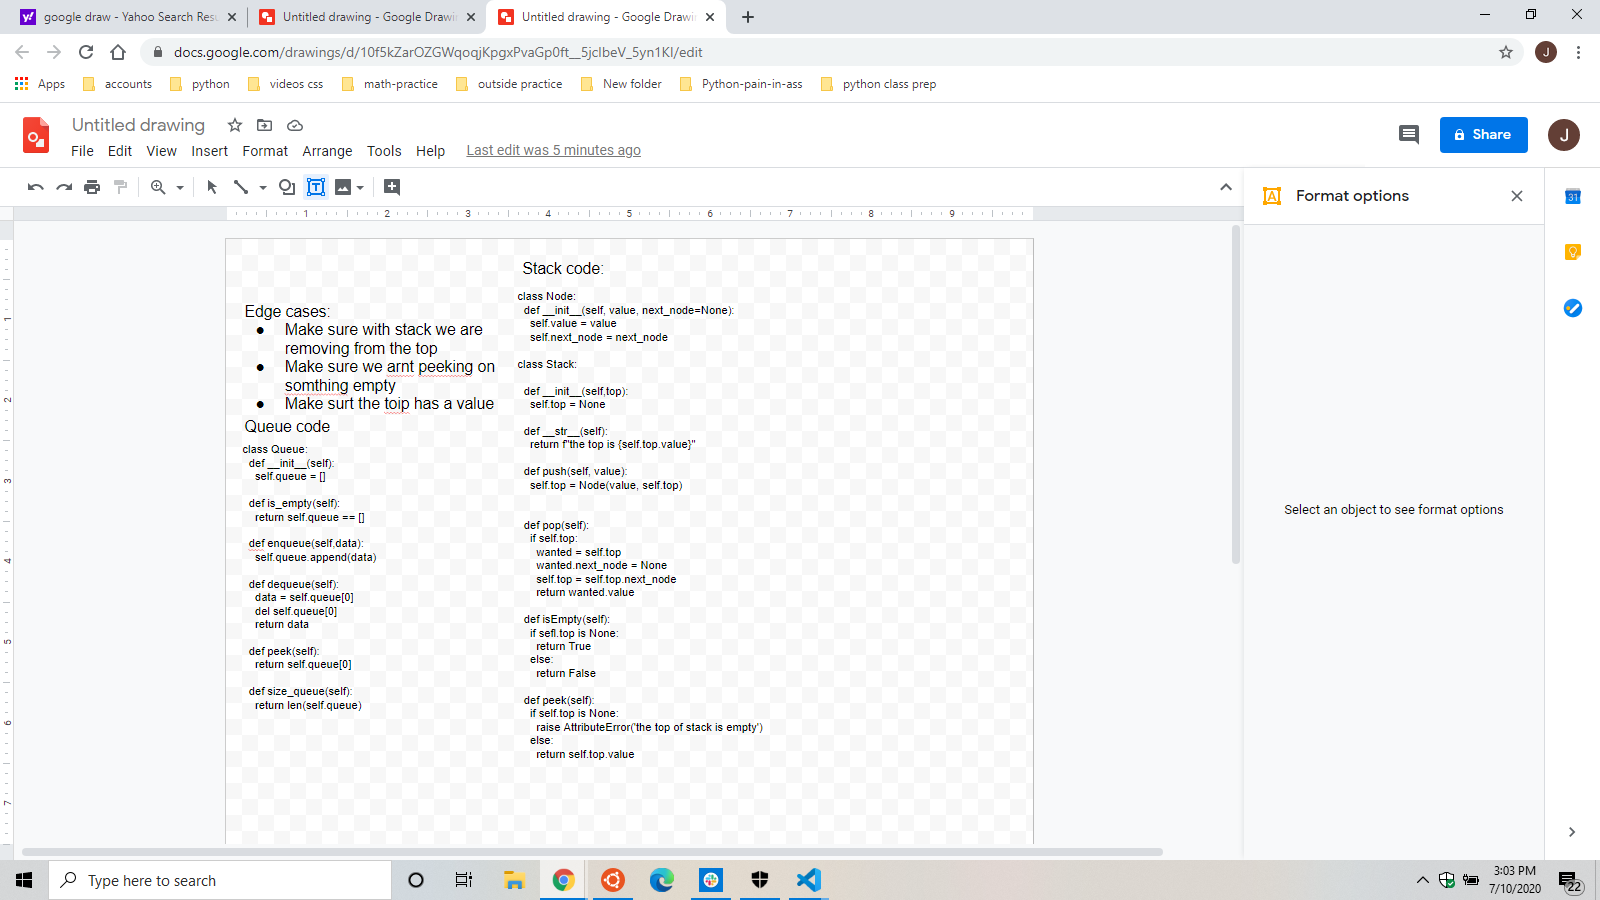 google draw - Yahoo Search Resu
Untitled drawing - Google Drawin
Untitled drawing - Google Drawin
docs.google.com/drawings/d/10f5kZarOZGWqoqjKpgxPvaGp0ft__5jclbeV_5yn1KI/edit
J
Apps
accounts
python
videos css
math-practice
outside practice
New folder
Python-pain-in-ass
python class prep
Untitled drawing
File Edit View Insert Format Arrange Tools Help Last edit was 5 minutes ago
Share
J
Format options
Select an object to see format options
31
1 2 3 4 5 6 7 8 9
1
2
3
4
5
6
7
Edge cases:
● Make sure with stack we are
removing from the top
● Make sure we arnt peeking on
somthing empty
● Make surt the toip has a value
Queue code
class Queue:
def __init__(self):
self.queue = []
def is_empty(self):
return self.queue == []
def enqueue(self,data):
self.queue.append(data)
def dequeue(self):
data = self.queue[0]
del self.queue[0]
return data
def peek(self):
return self.queue[0]
def size_queue(self):
return len(self.queue)
Stack code:
class Node:
def __init__(self, value, next_node=None):
self.value = value
self.next_node = next_node
class Stack:
def __init__(self,top):
self.top = None
def __str__(self):
return f"the top is {self.top.value}"
def push(self, value):
self.top = Node(value, self.top)
def pop(self):
if self.top:
wanted = self.top
wanted.next_node = None
self.top = self.top.next_node
return wanted.value
def isEmpty(self):
if sefl.top is None:
return True
else:
return False
def peek(self):
if self.top is None:
raise AttributeError('the top of stack is empty')
else:
return self.top.value
Type here to search
3:03 PM
7/10/2020
22